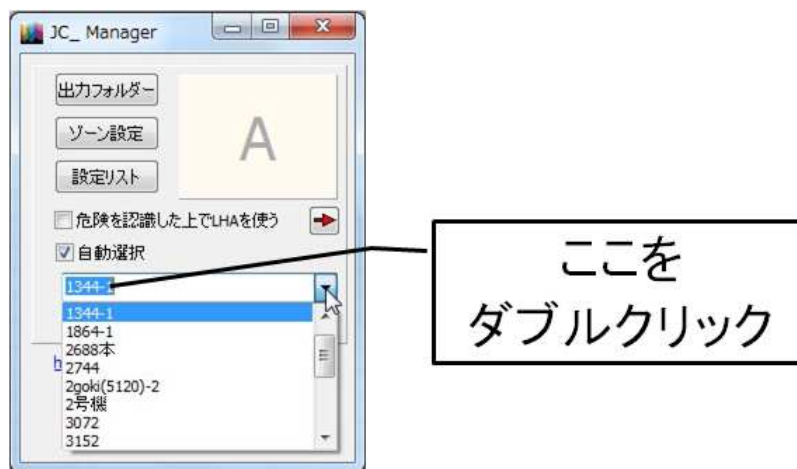 JC_ Manager
出力フォルダー
ゾーン設定
設定リスト
A
危険を認識した上でLHAを使う
自動選択
1344-1
1344-1
1864-1
2688本
h
2744
2goki(5120)-2
2号機
3072
3152
ここを
ダブルクリック